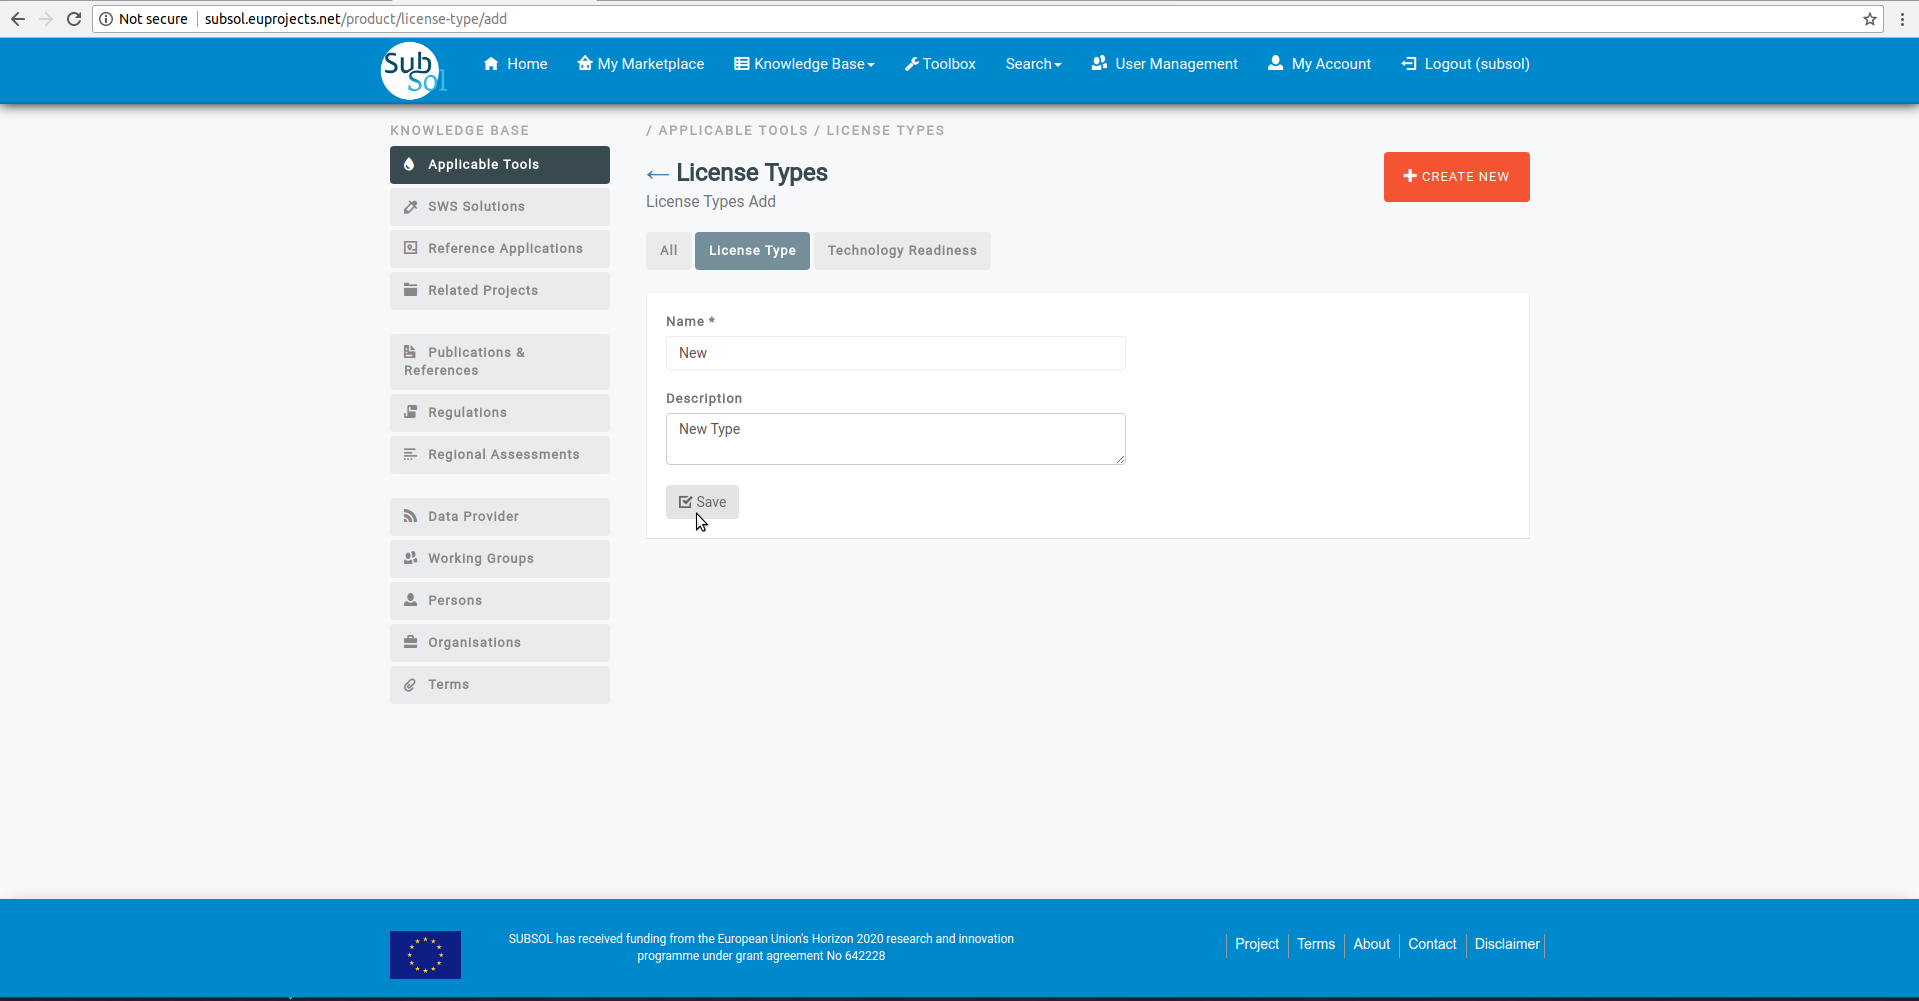 Not secure subsol.euprojects.net/product/license-type/add
Sub Sol
Home My Marketplace Knowledge Base Toolbox Search User Management My Account Logout (subsol)
KNOWLEDGE BASE
Applicable Tools
SWS Solutions
Reference Applications
Related Projects
Publications &
References
Regulations
Regional Assessments
Data Provider
Working Groups
Persons
Organisations
Terms
/ APPLICABLE TOOLS / LICENSE TYPES
← License Types
License Types Add
CREATE NEW
All License Type Technology Readiness
Name *
New
Description
New Type
Save
SUBSOL has received funding from the European Union's Horizon 2020 research and innovation
programme under grant agreement No 642228
Project Terms About Contact Disclaimer